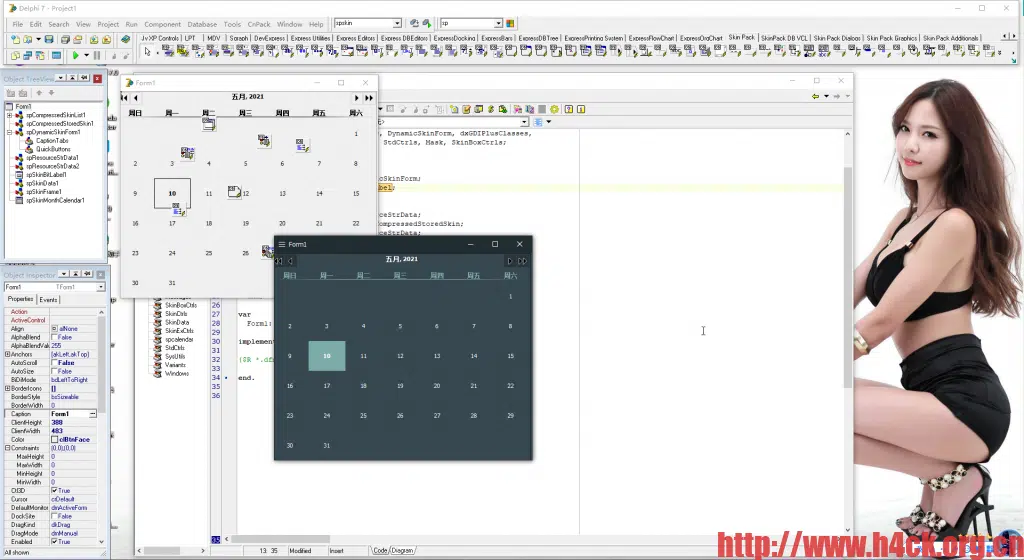 Delphi 7 - Project1
File Edit Search View Project Run Component Database Tools CnPack Window Help
spskin
sp
Jv XP Controls LPT MDV Sgraph DevExpress Express Utilities Express Editors Express DBEditors ExpressDocking ExpressBars ExpressDBTree ExpressPrinting System ExpressFlowChart ExpressOrgChart Skin Pack SkinPack DB VCL Skin Pack Dialogs Skin Pack Graphics Skin Pack Additionals
Object TreeView
Form1
spCompressedSkinList1
spCompressedStoredSkin1
spDynamicSkinForm1
CaptionTabs
QuickButtons
spResourceStrData1
spResourceStrData2
SkinBitLabel1
spSkinData1
spSkinFrame1
spSkinMonthCalendar1
Form1
五月, 2021
周日 周一 周二 周三 周四 周五 周六
1
2 3 4 5 6 7 8
9 10 11 12 13 14 15
16 17 18 19 20 21 22
23 24 25 26
30 31
, DynamicSkinForm, dxGDIPlusClasses,
StdCtrls, Mask, SkinBoxCtrls;
icSkinForm;
abel;
ceStrData;
ompressedStoredSkin;
ceStrData;
Form1
五月, 2021
周日 周一 周二 周三 周四 周五 周六
1
2 3 4 5 6 7 8
9 10 11 12 13 14 15
16 17 18 19 20 21 22
23 24 25 26 27 28 29
30 31
SkinBoxCtrls
SkinCtrls
SkinData
SkinExCtrls
spcalendar
StdCtrls
SysUtils
Variants
Windows
26
27
28
29
30
31
32
33
34
35
36
var
Form1:
implement
{$R *.dfm
end.
Object Inspector
Form1 TForm1
Properties Events
Action
ActiveControl
Align alNone
AlphaBlend False
AlphaBlendVal 255
Anchors [akLeft,akTop]
AutoScroll False
AutoSize False
BiDiMode bdLeftToRight
BorderIcons []
BorderStyle bsSizeable
BorderWidth 0
Caption Form1
ClientHeight 388
ClientWidth 483
Color clBtnFace
Constraints (0,0);(0,0)
MaxHeight 0
MaxWidth 0
MinHeight 0
MinWidth 0
Ctl3D True
Cursor crDefault
DefaultMonitor dmActiveForm
DockSite False
DragKind dkDrag
DragMode dmManual
Enabled True
All shown
13: 35 Modified Insert Code Diagram
http://www.h4ck.org.cn